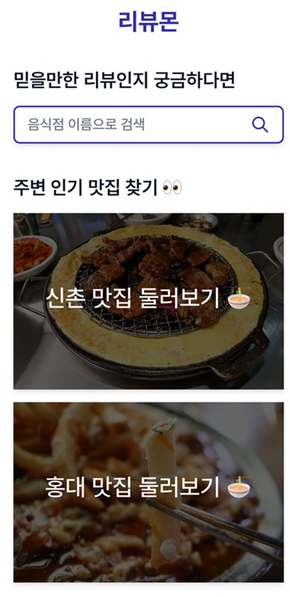 리뷰몬
믿을만한 리뷰인지 궁금하다면
음식점 이름으로 검색
주변 인기 맛집 찾기 👀
신촌 맛집 둘러보기 🍲
홍대 맛집 둘러보기 🍲